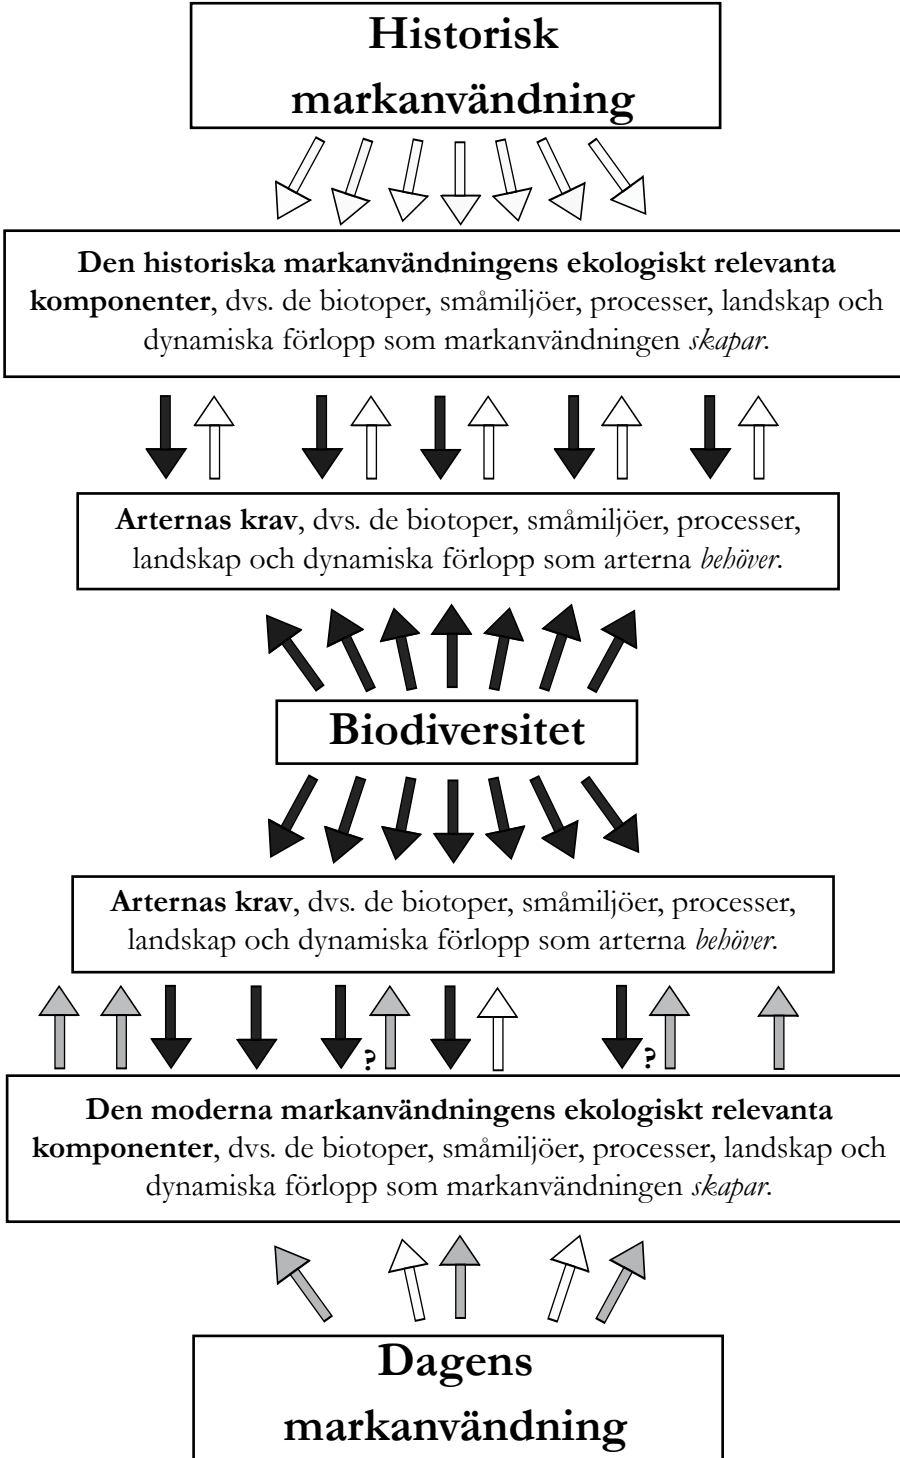 Historisk
markanvändning
Den historiska markanvändningens ekologiskt relevanta
komponenter, dvs. de biotoper, småmiljöer, processer, landskap och
dynamiska förlopp som markanvändningen skapar.
Arternas krav, dvs. de biotoper, småmiljöer, processer,
landskap och dynamiska förlopp som arterna behöver.
Biodiversitet
Arternas krav, dvs. de biotoper, småmiljöer, processer,
landskap och dynamiska förlopp som arterna behöver.
? ?
Den moderna markanvändningens ekologiskt relevanta
komponenter, dvs. de biotoper, småmiljöer, processer, landskap och
dynamiska förlopp som markanvändningen skapar.
Dagens
markanvändning